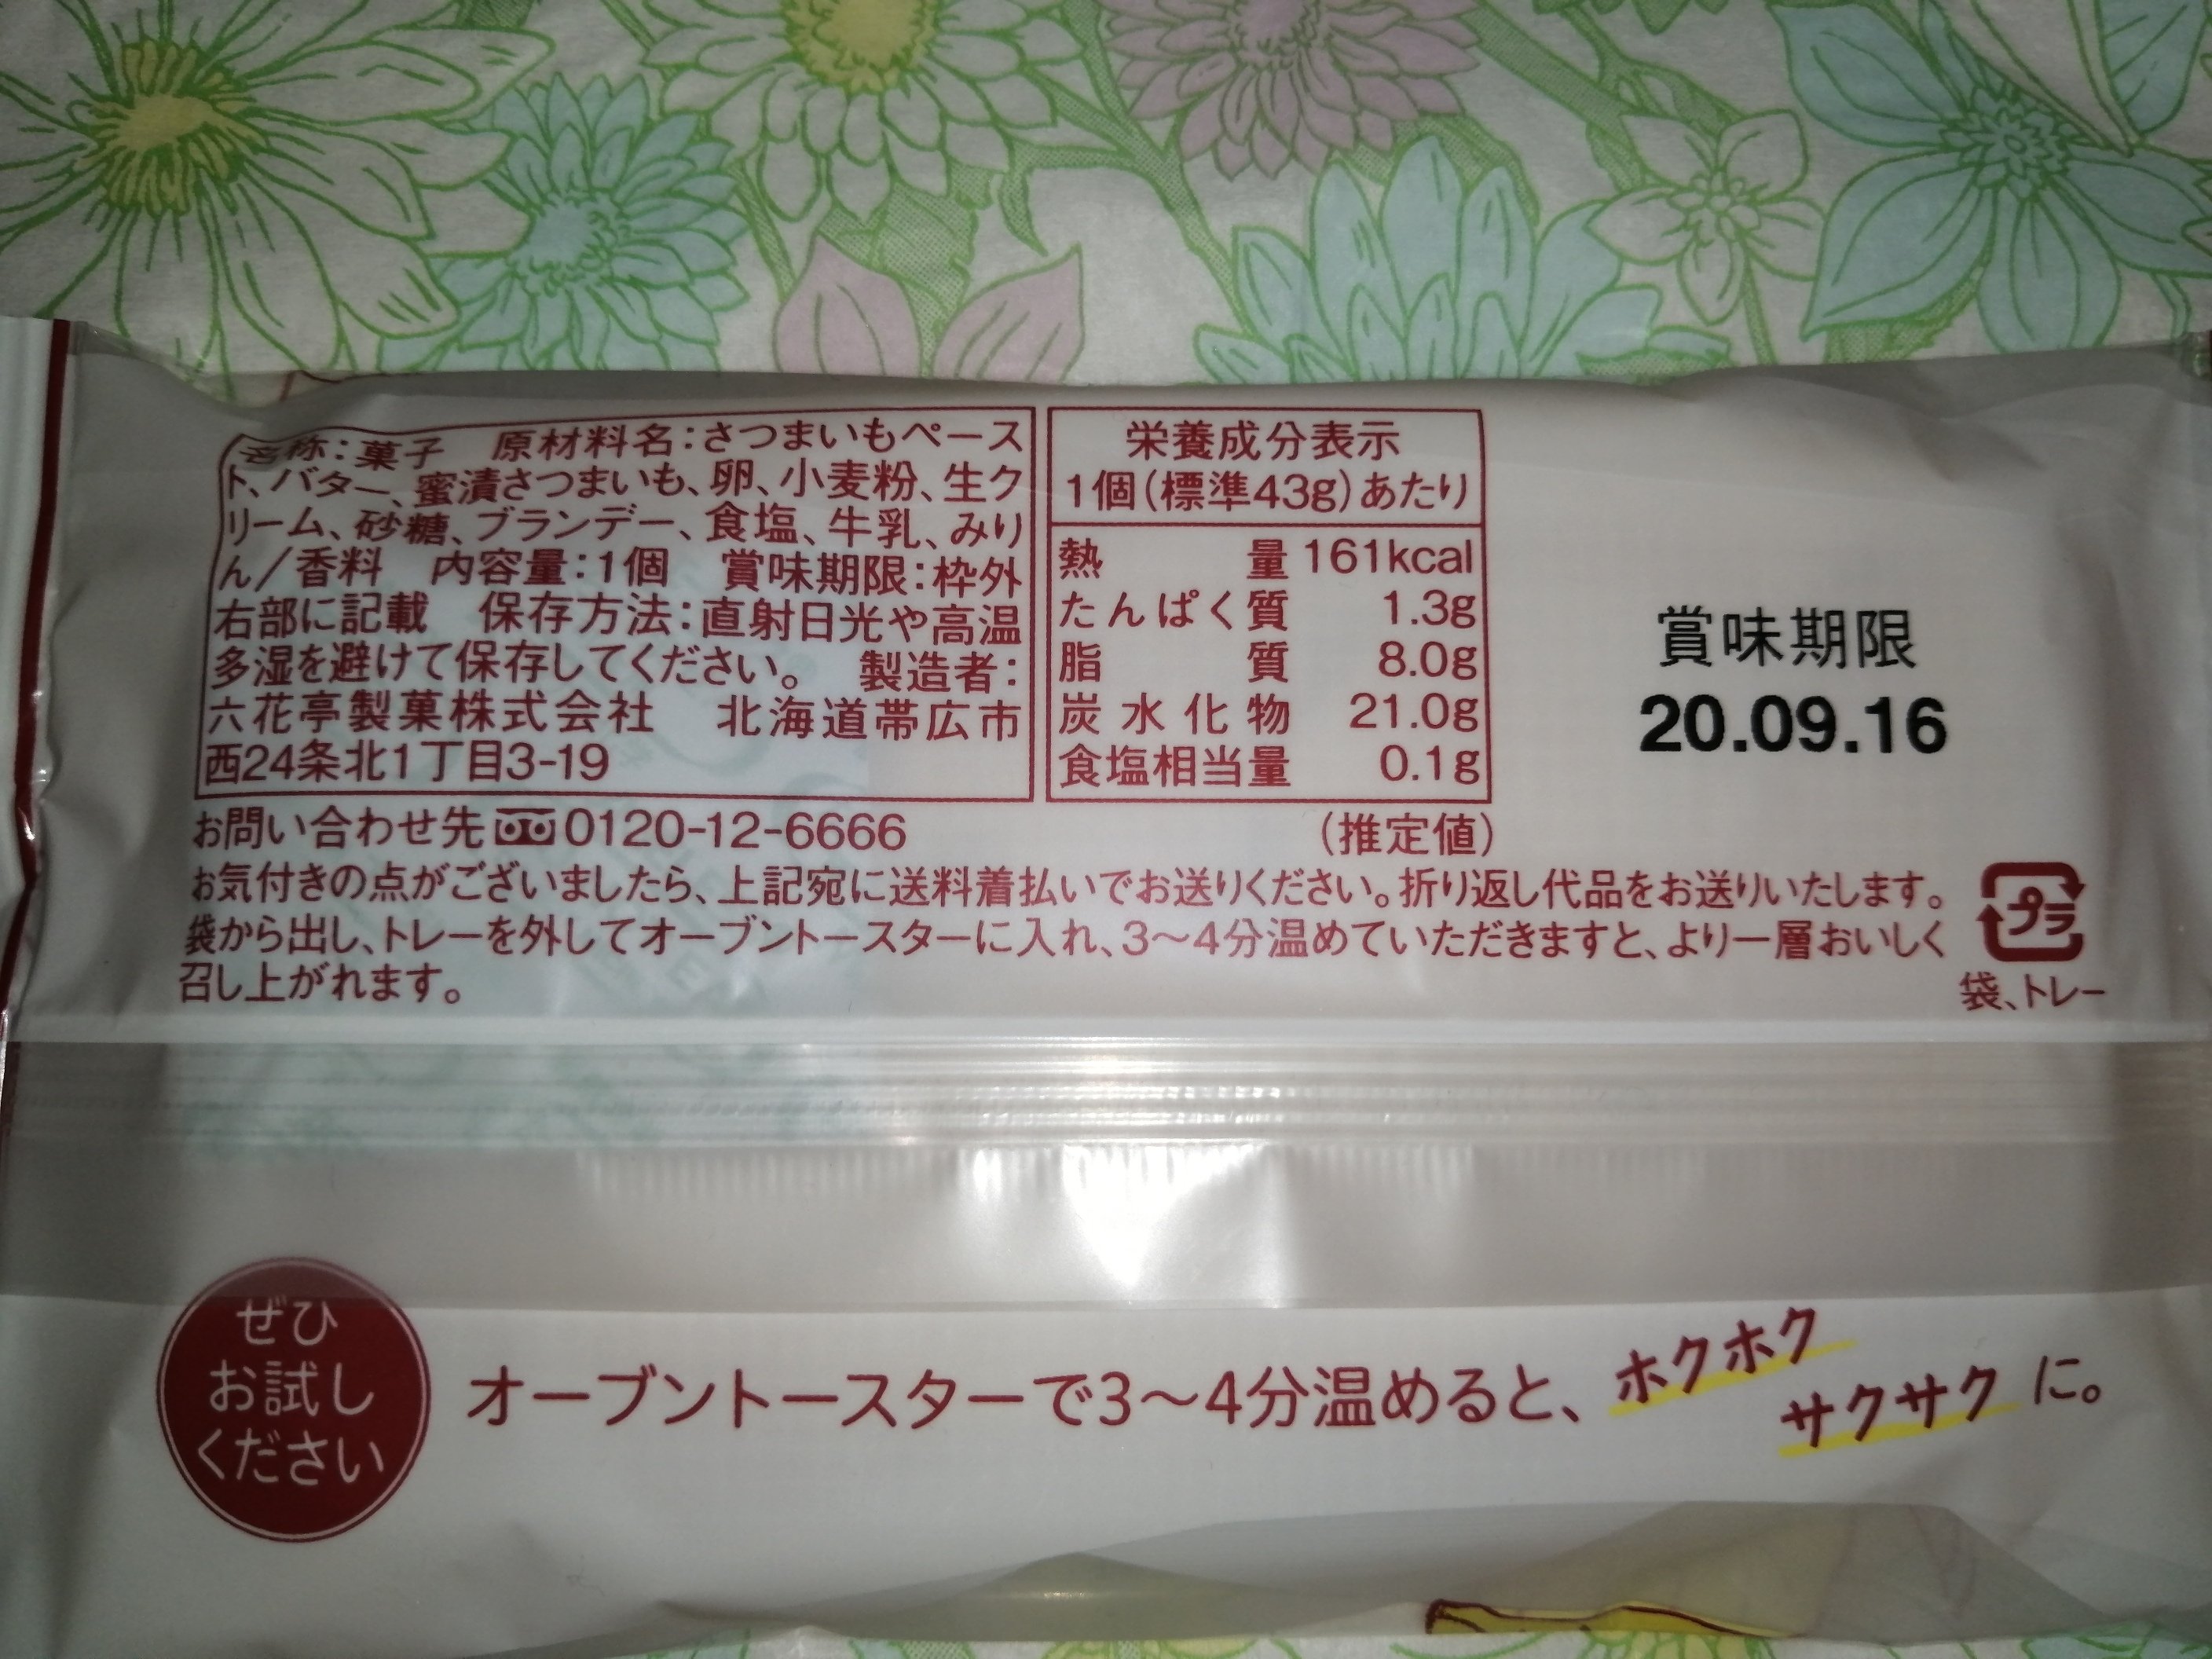 名称：菓子　原材料名：さつまいもペース
ト、バター、蜜漬さつまいも、卵、小麦粉、生ク
リーム、砂糖、ブランデー、食塩、牛乳、みり
ん／香料　内容量：1個　賞味期限：枠外
右部に記載　保存方法：直射日光や高温
多湿を避けて保存してください。　製造者：
六花亭製菓株式会社　北海道帯広市
西24条北1丁目3-19
栄養成分表示
1個（標準43g）あたり
熱量 161kcal
たんぱく質 1.3g
脂質 8.0g
炭水化物 21.0g
食塩相当量 0.1g
（推定値）
賞味期限
20.09.16
お問い合わせ先 0120-12-6666
お気付きの点がございましたら、上記宛に送料着払いでお送りください。折り返し代品をお送りいたします。
袋から出し、トレーを外してオーブントースターに入れ、3〜4分温めていただきますと、より一層おいしく
召し上がれます。
プラ
袋、トレー
ぜひ
お試し
ください
オーブントースターで3〜4分温めると、ホクホク
サクサクに。